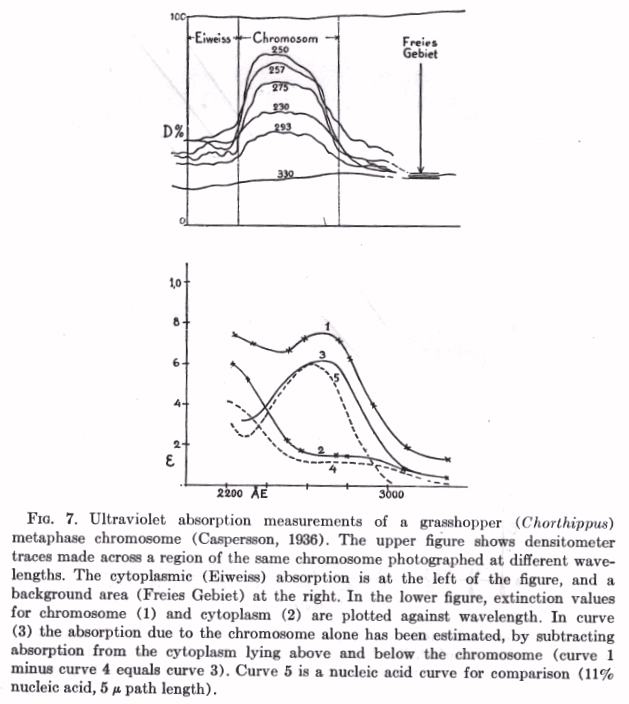 100
Eiweiss
Chromosom
250
257
275
230
293
330
D%
0
Freies
Gebiet
1,0
8
6
4
2
ε
1
3
5
2
4
2200 ÅE 3000
FIG. 7. Ultraviolet absorption measurements of a grasshopper (Chorthippus)
metaphase chromosome (Caspersson, 1936). The upper figure shows densitometer
traces made across a region of the same chromosome photographed at different wave-
lengths. The cytoplasmic (Eiweiss) absorption is at the left of the figure, and a
background area (Freies Gebiet) at the right. In the lower figure, extinction values
for chromosome (1) and cytoplasm (2) are plotted against wavelength. In curve
(3) the absorption due to the chromosome alone has been estimated, by subtracting
absorption from the cytoplasm lying above and below the chromosome (curve 1
minus curve 4 equals curve 3). Curve 5 is a nucleic acid curve for comparison (11%
nucleic acid, 5 μ path length).